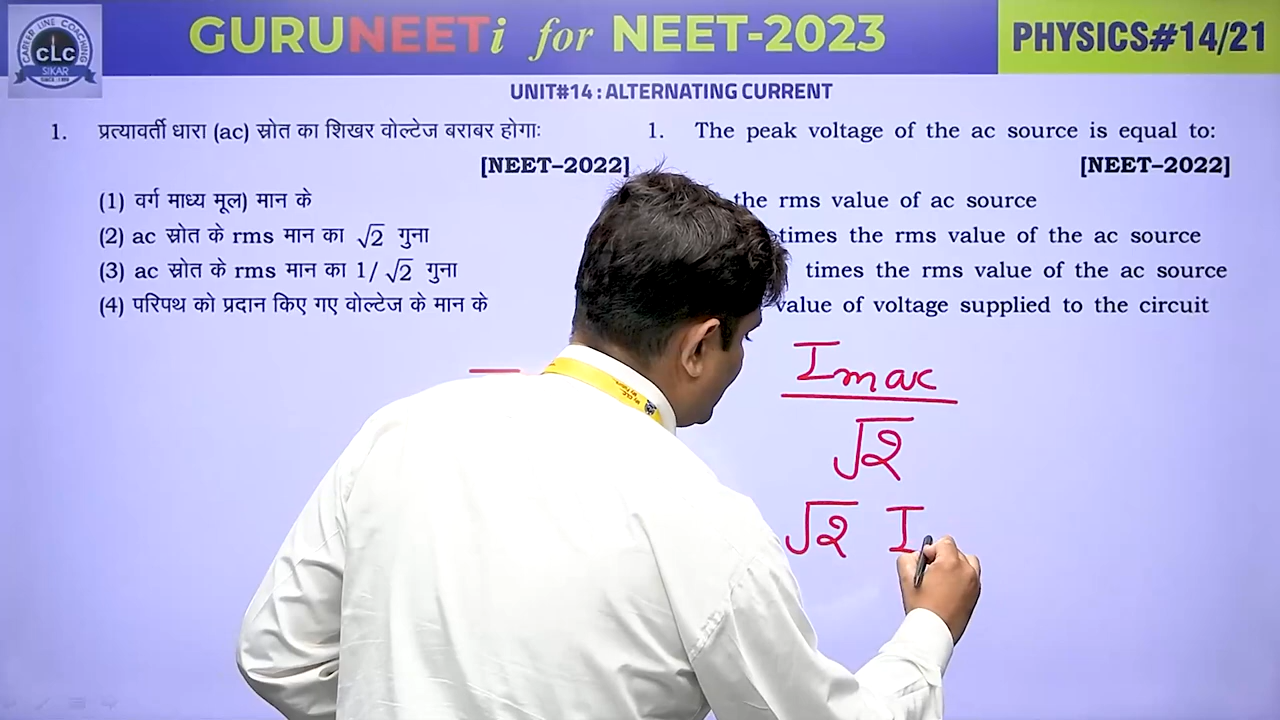 GURUNEETi for NEET-2023
PHYSICS#14/21
CAREER LINE COACHING
CLC
SIKAR
UNIT#14 : ALTERNATING CURRENT
1. प्रत्यावर्ती धारा (ac) स्रोत का शिखर वोल्टेज बराबर होगाः
[NEET–2022]
(1) वर्ग माध्य मूल) मान के
(2) ac स्रोत के rms मान का √2 गुना
(3) ac स्रोत के rms मान का 1/√2 गुना
(4) परिपथ को प्रदान किए गए वोल्टेज के मान के
1. The peak voltage of the ac source is equal to:
[NEET–2022]
the rms value of ac source
times the rms value of the ac source
times the rms value of the ac source
value of voltage supplied to the circuit
I mac
√2
√2 I